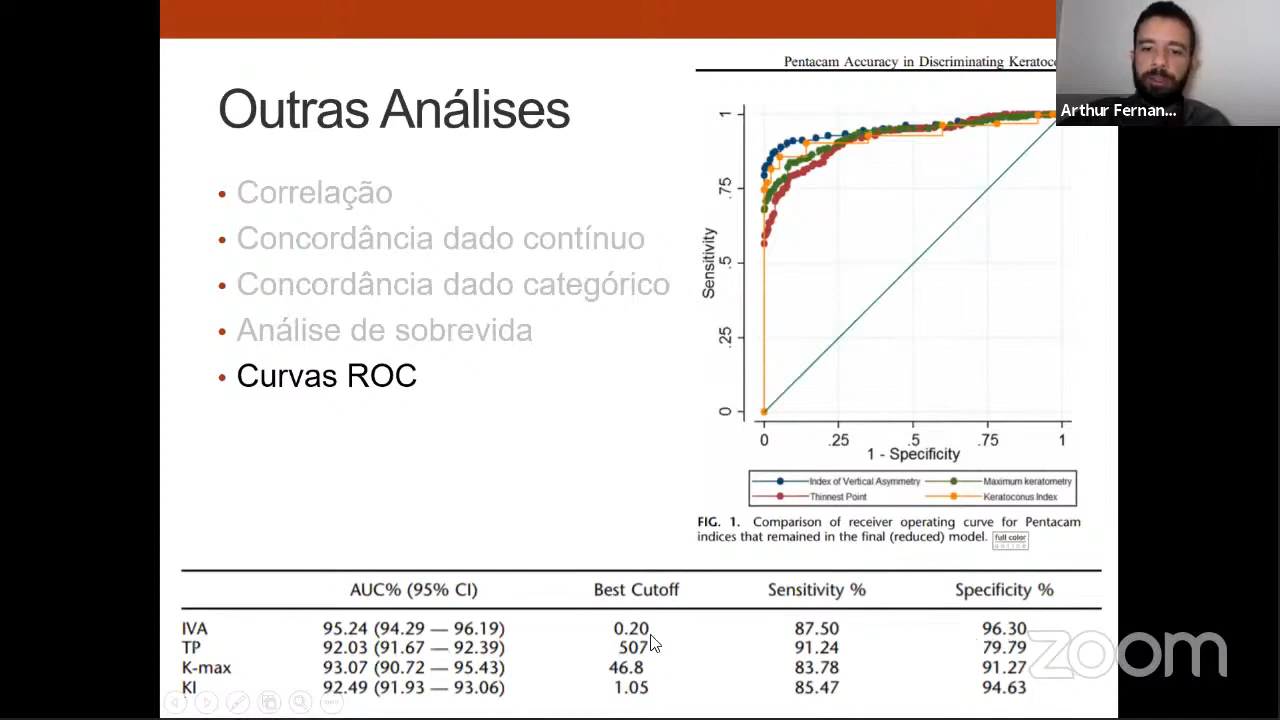 Pentacam Accuracy in Discriminating Keratoc
Arthur Fernan...
Outras Análises
• Correlação
• Concordância dado contínuo
• Concordância dado categórico
• Análise de sobrevida
• Curvas ROC
Sensitivity
1
.75
.5
.25
0
0 .25 .5 .75 1
1 - Specificity
Index of Vertical Asymmetry Maximum keratometry
Thinnest Point Keratoconus Index
FIG. 1. Comparison of receiver operating curve for Pentacam
indices that remained in the final (reduced) model. full color
online
AUC% (95% CI) Best Cutoff Sensitivity % Specificity %
IVA 95.24 (94.29 — 96.19) 0.20 87.50 96.30
TP 92.03 (91.67 — 92.39) 507 91.24 79.79
K-max 93.07 (90.72 — 95.43) 46.8 83.78 91.27
KI 92.49 (91.93 — 93.06) 1.05 85.47 94.63
zoom